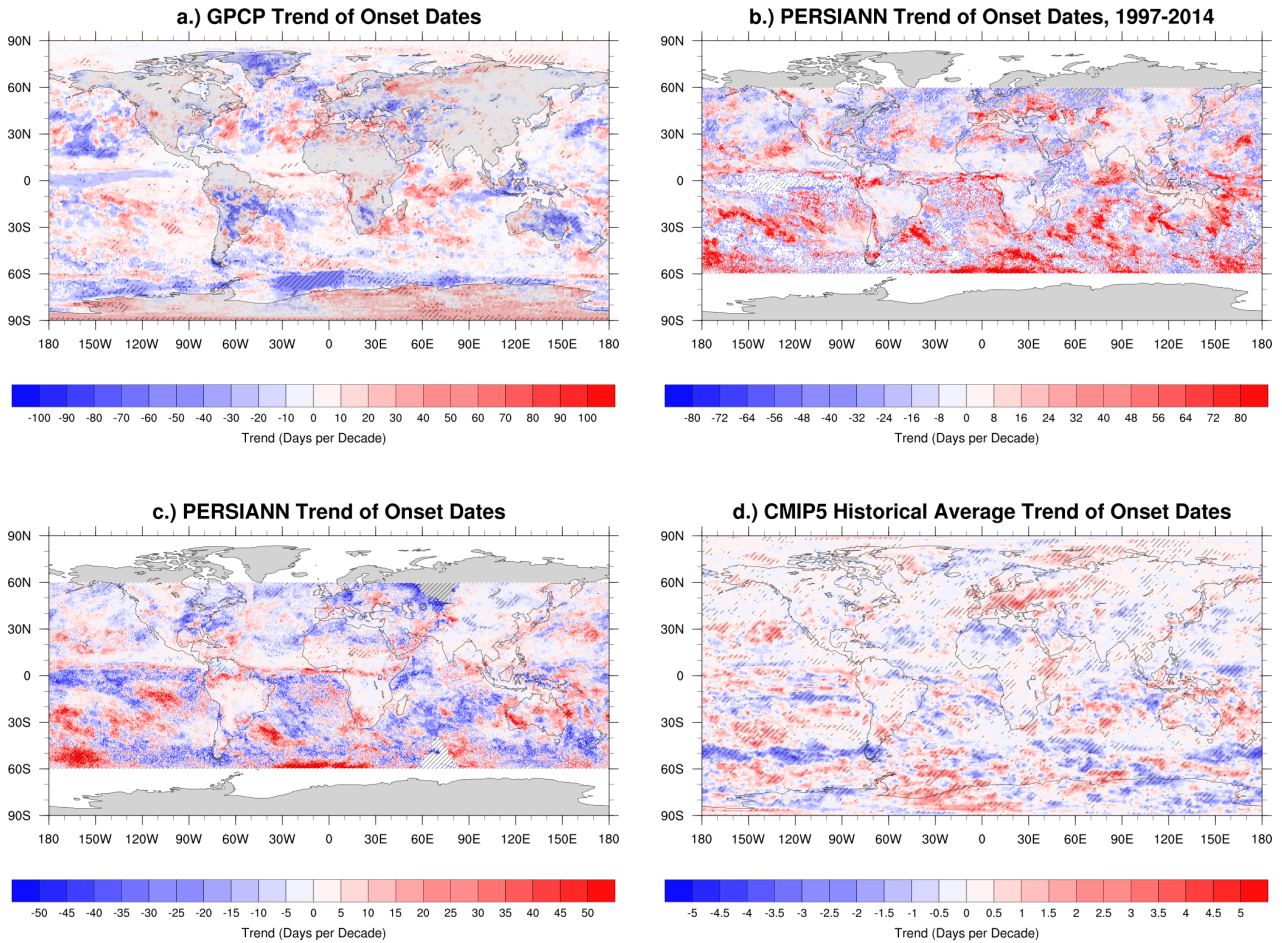 a.) GPCP Trend of Onset Dates
90N
60N
30N
0
30S
60S
90S
180 150W 120W 90W 60W 30W 0 30E 60E 90E 120E 150E 180
-100 -90 -80 -70 -60 -50 -40 -30 -20 -10 0 10 20 30 40 50 60 70 80 90 100
Trend (Days per Decade)
b.) PERSIANN Trend of Onset Dates, 1997-2014
90N
60N
30N
0
30S
60S
90S
180 150W 120W 90W 60W 30W 0 30E 60E 90E 120E 150E 180
-80 -72 -64 -56 -48 -40 -32 -24 -16 -8 0 8 16 24 32 40 48 56 64 72 80
Trend (Days per Decade)
c.) PERSIANN Trend of Onset Dates
90N
60N
30N
0
30S
60S
90S
180 150W 120W 90W 60W 30W 0 30E 60E 90E 120E 150E 180
-50 -45 -40 -35 -30 -25 -20 -15 -10 -5 0 5 10 15 20 25 30 35 40 45 50
Trend (Days per Decade)
d.) CMIP5 Historical Average Trend of Onset Dates
90N
60N
30N
0
30S
60S
90S
180 150W 120W 90W 60W 30W 0 30E 60E 90E 120E 150E 180
-5 -4.5 -4 -3.5 -3 -2.5 -2 -1.5 -1 -0.5 0 0.5 1 1.5 2 2.5 3 3.5 4 4.5 5
Trend (Days per Decade)